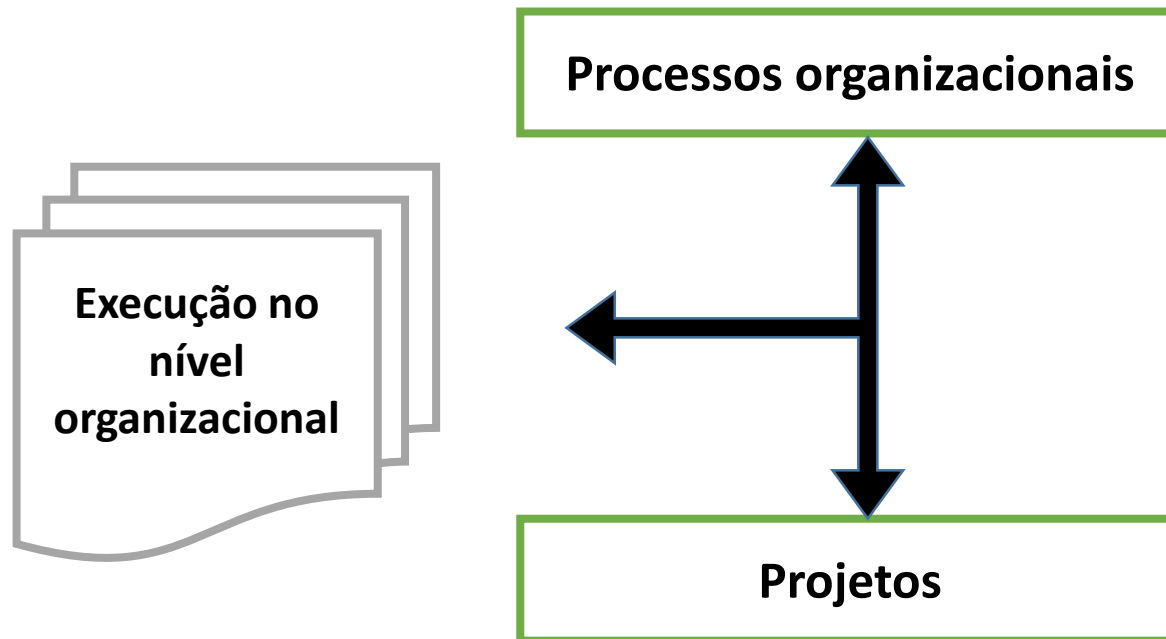 Processos organizacionais
Execução no
nível
organizacional
Projetos